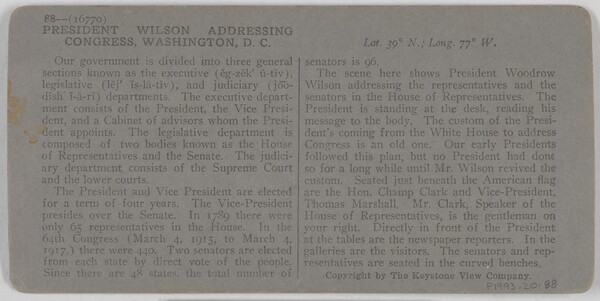 88—(16770)
PRESIDENT WILSON ADDRESSING
CONGRESS, WASHINGTON, D. C.
Lat. 39° N.; Long. 77° W.
Our government is divided into three general
sections known as the executive (ĕg-zĕk' ŭ-tiv),
legislative (lĕj' ĭs-lȧ-tiv), and judiciary (jo͞o-
dish' ĭ-ȧ-rĭ) departments. The executive depart-
ment consists of the President, the Vice Presi-
dent, and a Cabinet of advisors whom the Presi-
dent appoints. The legislative department is
composed of two bodies known as the House
of Representatives and the Senate. The judici-
ary department consists of the Supreme Court
and the lower courts.
The President and Vice President are elected
for a term of four years. The Vice-President
presides over the Senate. In 1789 there were
only 65 representatives in the House. In the
64th Congress (March 4, 1915, to March 4,
1917,) there were 440. Two senators are elected
from each state by direct vote of the people.
Since there are 48 states, the total number of
senators is 96.
The scene here shows President Woodrow
Wilson addressing the representatives and the
senators in the House of Representatives. The
President is standing at the desk, reading his
message to the body. The custom of the Presi-
dent's coming from the White House to address
Congress is an old one. Our early Presidents
followed this plan, but no President had done
so for a long while until Mr. Wilson revived the
custom. Seated just beneath the American flag
are the Hon. Champ Clark and Vice-President,
Thomas Marshall. Mr. Clark, Speaker of the
House of Representatives, is the gentleman on
your right. Directly in front of the President
at the tables are the newspaper reporters. In the
galleries are the visitors. The senators and rep-
resentatives are seated in the curved benches.
Copyright by The Keystone View Company.
P1993.20.88